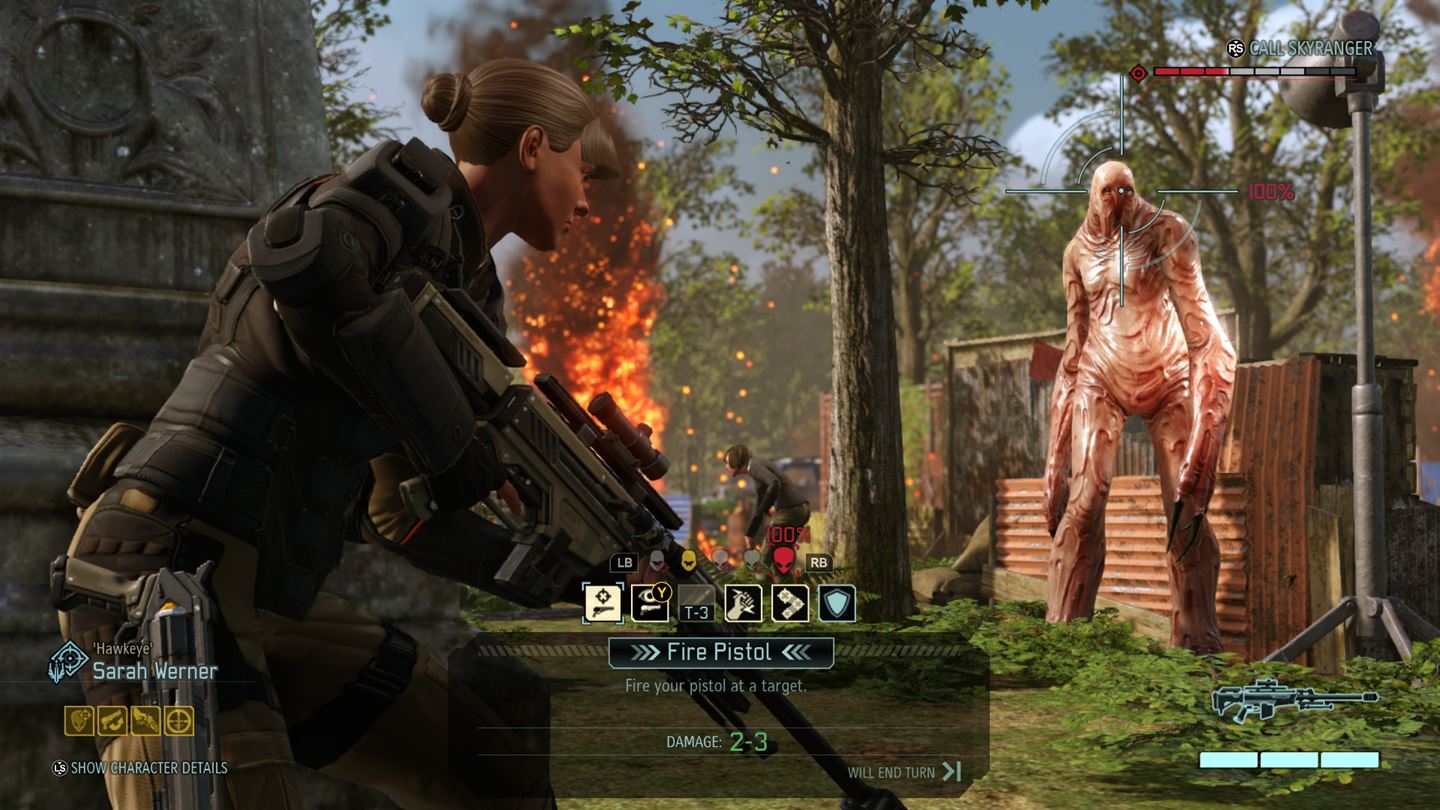 RS CALL SKYRANGER
100%
100%
LB
RB
Y
T-3
Fire Pistol
Fire your pistol at a target.
DAMAGE: 2-3
WILL END TURN
'Hawkeye'
Sarah Werner
LS SHOW CHARACTER DETAILS